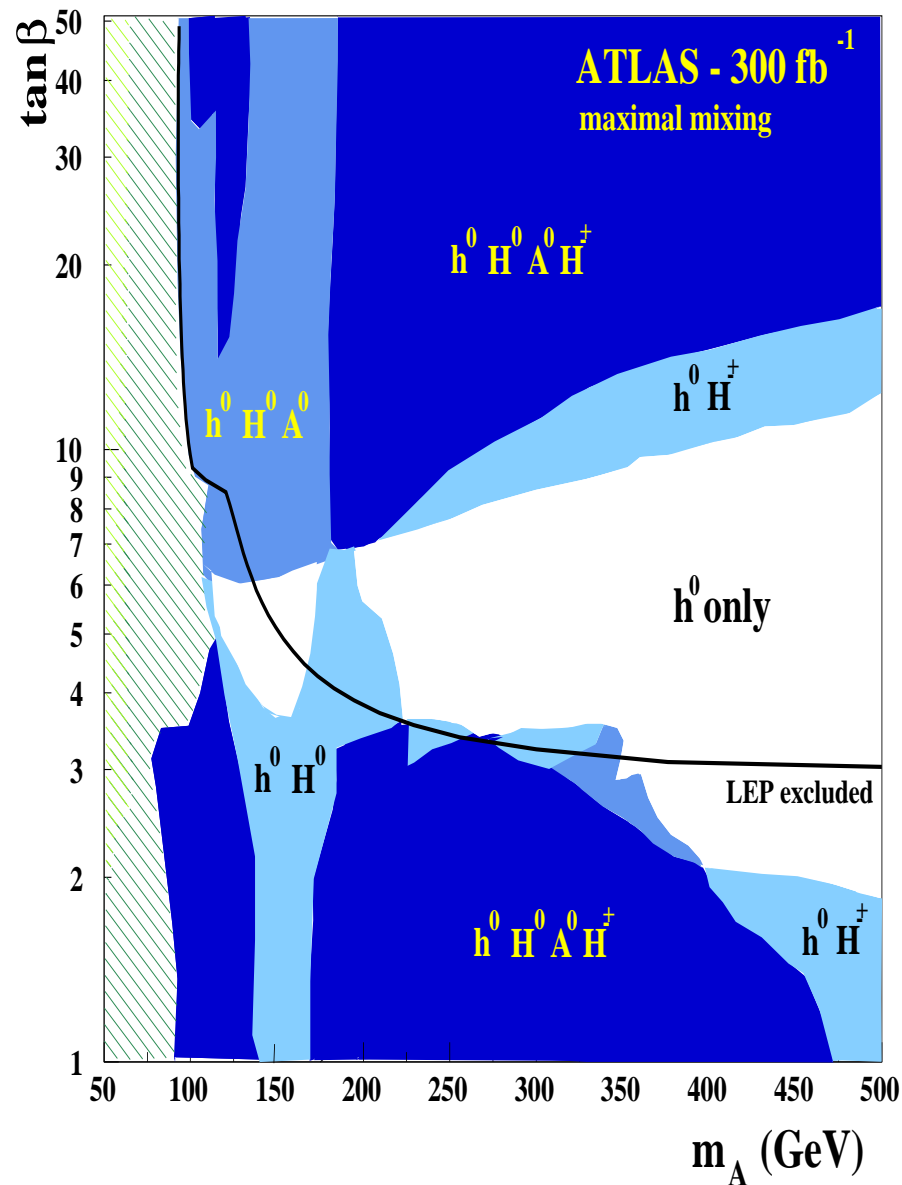 tan β
50
40
30
20
10
9
8
7
6
5
4
3
2
1
ATLAS - 300 fb⁻¹
maximal mixing
h⁰ H⁰ A⁰ H±
h⁰ H±
h⁰ H⁰ A⁰
h⁰ only
h⁰ H⁰
LEP excluded
h⁰ H⁰ A⁰ H±
h⁰ H±
50 100 150 200 250 300 350 400 450 500
m_A (GeV)